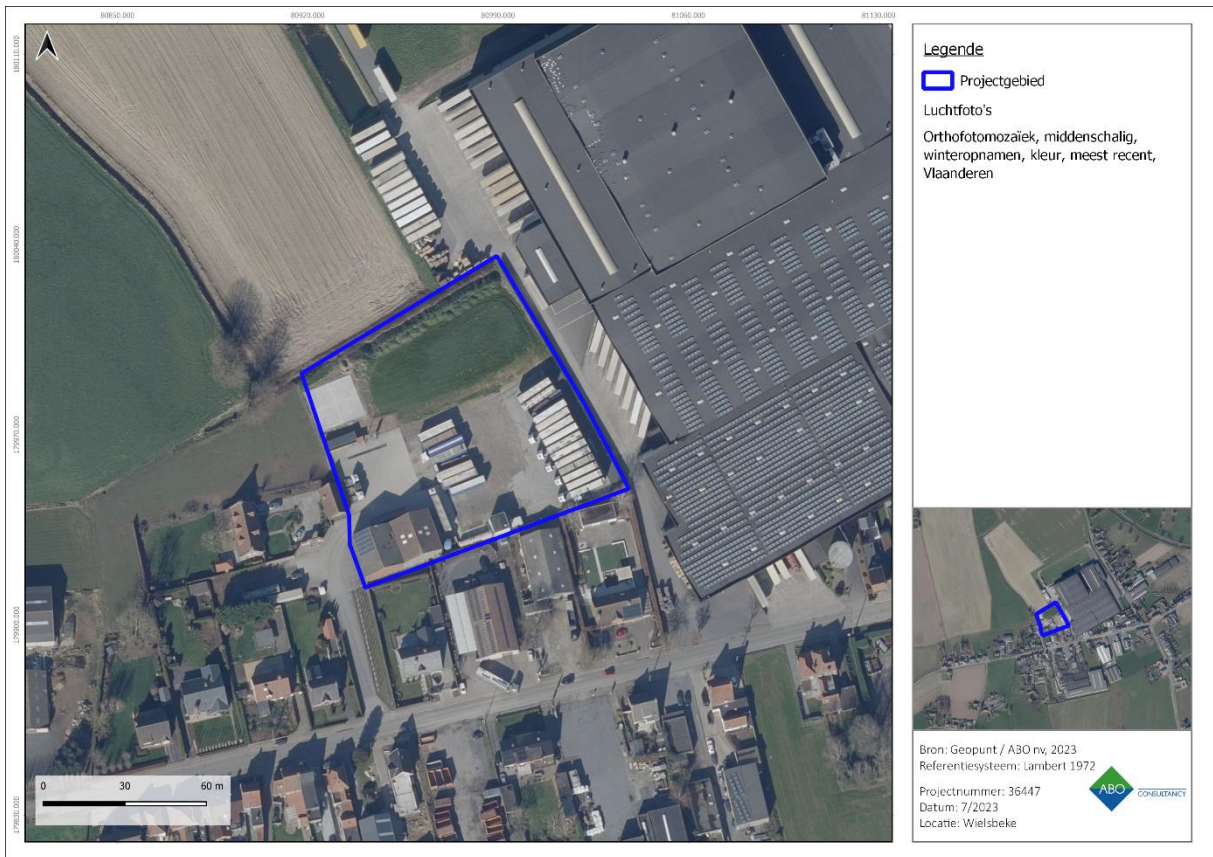 80850.000 80920.000 80990.000 81060.000 81130.000
180110.000
180040.000
179970.000
179900.000
179830.000
0 30 60 m
Legende
Projectgebied
Luchtfoto's
Orthofotomozaïek, middenschalig,
winteropnamen, kleur, meest recent,
Vlaanderen
Bron: Geopunt / ABO nv, 2023
Referentiesysteem: Lambert 1972
Projectnummer: 36447
Datum: 7/2023
Locatie: Wielsbeke
ABO CONSULTANCY